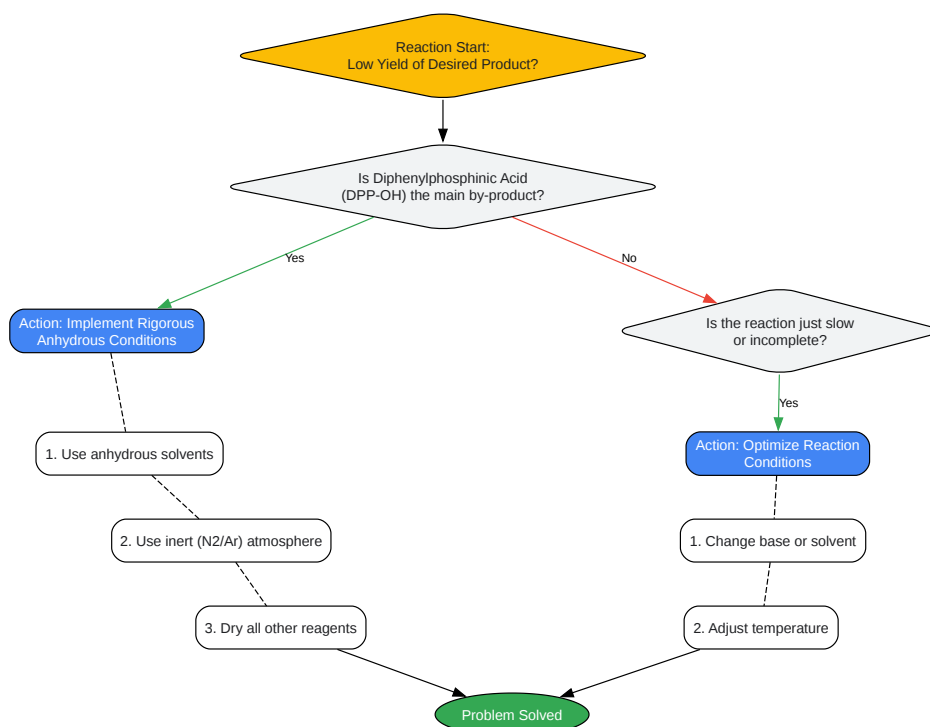 Reaction Start:
Low Yield of Desired Product?
Is Diphenylphosphinic Acid
(DPP-OH) the main by-product?
Yes
No
Action: Implement Rigorous
Anhydrous Conditions
Is the reaction just slow
or incomplete?
Yes
1. Use anhydrous solvents
Action: Optimize Reaction
Conditions
2. Use inert (N2/Ar) atmosphere
1. Change base or solvent
3. Dry all other reagents
2. Adjust temperature
Problem Solved